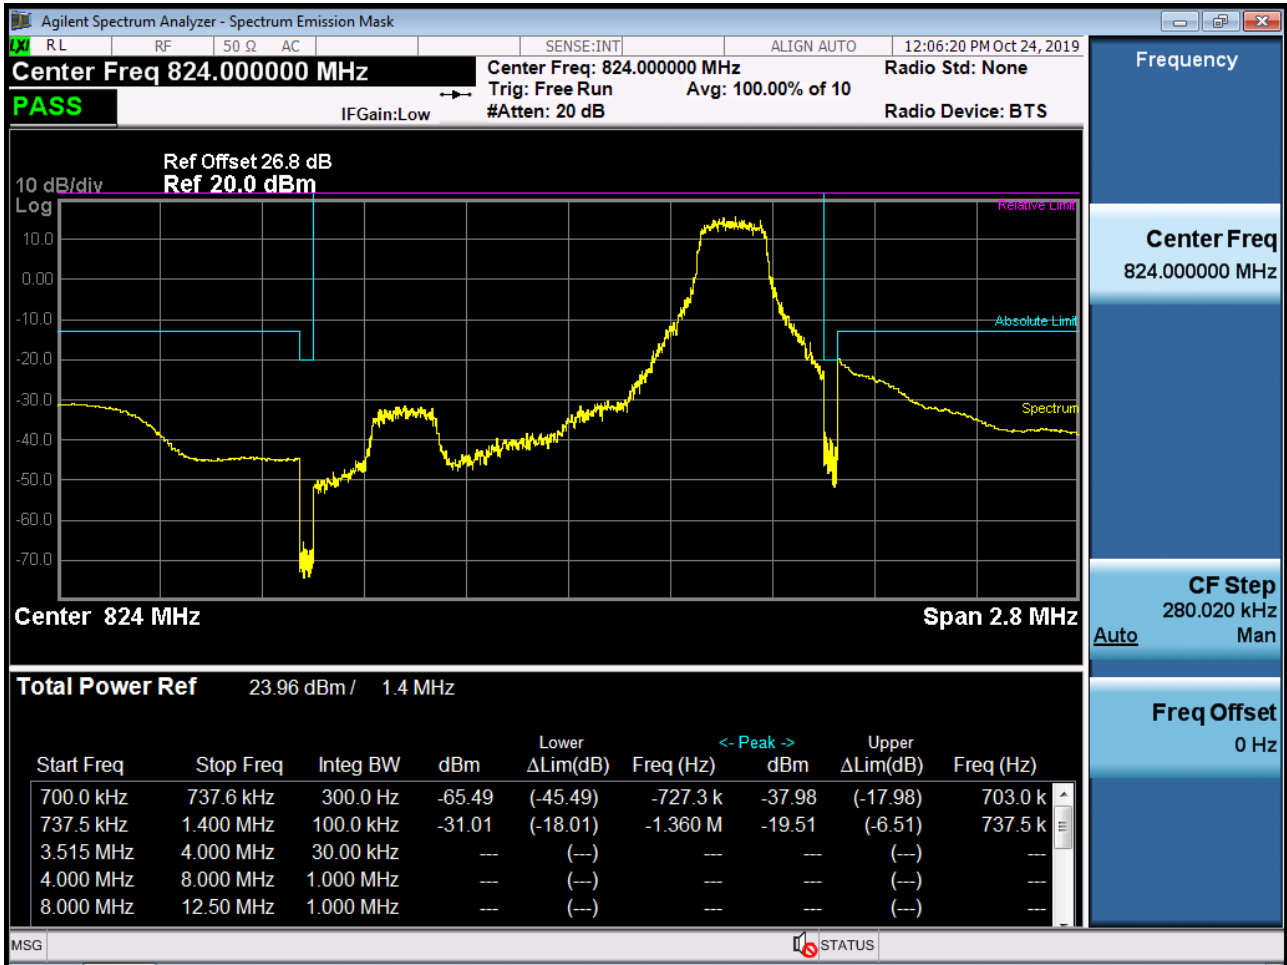 Agilent Spectrum Analyzer - Spectrum Emission Mask
LXI RL RF 50 Ω AC SENSE:INT ALIGN AUTO 12:06:20 PM Oct 24, 2019
Center Freq 824.000000 MHz
Center Freq: 824.000000 MHz Radio Std: None
Trig: Free Run Avg: 100.00% of 10
PASS IFGain:Low #Atten: 20 dB Radio Device: BTS
Ref Offset 26.8 dB
10 dB/div Ref 20.0 dBm
Log
Relative Limit
10.0
0.00
-10.0
Absolute Limit
-20.0
-30.0
Spectrum
-40.0
-50.0
-60.0
-70.0
Center 824 MHz Span 2.8 MHz
Total Power Ref 23.96 dBm / 1.4 MHz
Lower <- Peak -> Upper
Start Freq Stop Freq Integ BW dBm ΔLim(dB) Freq (Hz) dBm ΔLim(dB) Freq (Hz)
700.0 kHz 737.6 kHz 300.0 Hz -65.49 (-45.49) -727.3 k -37.98 (-17.98) 703.0 k
737.5 kHz 1.400 MHz 100.0 kHz -31.01 (-18.01) -1.360 M -19.51 (-6.51) 737.5 k
3.515 MHz 4.000 MHz 30.00 kHz --- (---) --- --- (---) ---
4.000 MHz 8.000 MHz 1.000 MHz --- (---) --- --- (---) ---
8.000 MHz 12.50 MHz 1.000 MHz --- (---) --- --- (---) ---
MSG STATUS
Frequency
Center Freq
824.000000 MHz
CF Step
280.020 kHz
Auto Man
Freq Offset
0 Hz